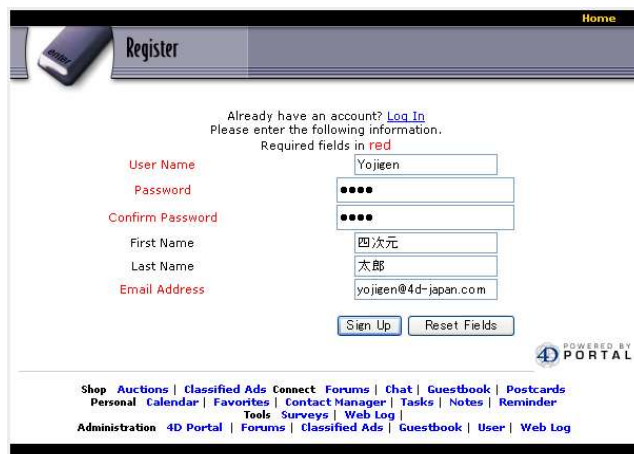 Home
enter
Register
Already have an account? Log In
Please enter the following information.
Required fields in red
User Name Yojigen
Password ●●●●
Confirm Password ●●●●
First Name 四次元
Last Name 太郎
Email Address yojigen@4d-japan.com
Sign Up Reset Fields
POWERED BY
4D PORTAL
Shop Auctions | Classified Ads Connect Forums | Chat | Guestbook | Postcards
Personal Calendar | Favorites | Contact Manager | Tasks | Notes | Reminder
Tools Surveys | Web Log |
Administration 4D Portal | Forums | Classified Ads | Guestbook | User | Web Log